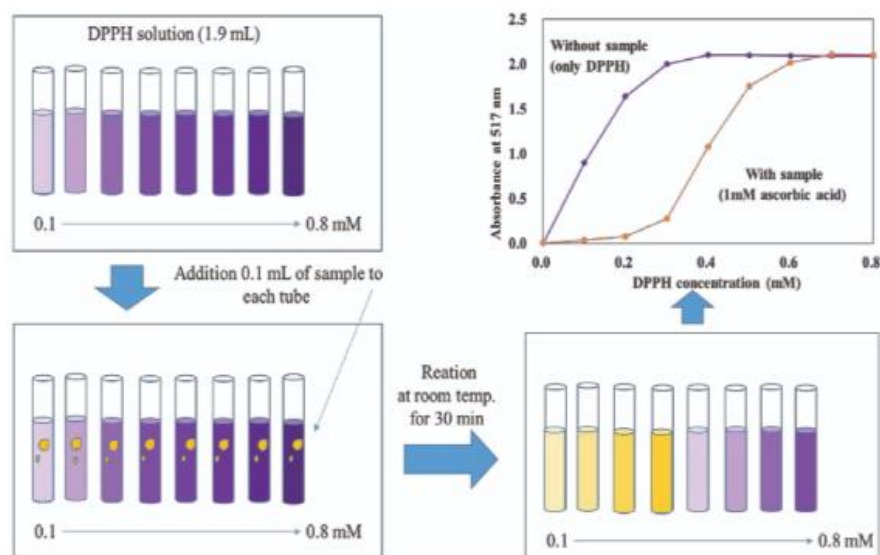 DPPH solution (1.9 mL)
0.1
0.8 mM
Addition 0.1 mL of sample to
each tube
0.1
0.8 mM
Reation
at room temp.
for 30 min
0.1
0.8 mM
2.5
2.0
1.5
1.0
0.5
0.0
Absorbance at 517 nm
Without sample
(only DPPH)
With sample
(1mM ascorbic acid)
0.0
0.2
0.4
0.6
0.8
DPPH concentration (mM)